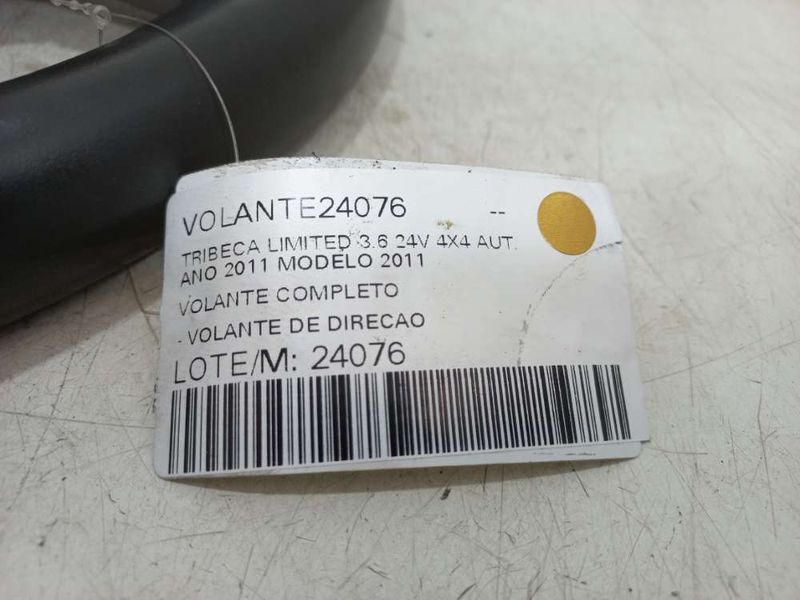 VOLANTE24076 --
TRIBECA LIMITED 3.6 24V 4X4 AUT.
ANO 2011 MODELO 2011
VOLANTE COMPLETO
- VOLANTE DE DIRECAO
LOTE/M: 24076